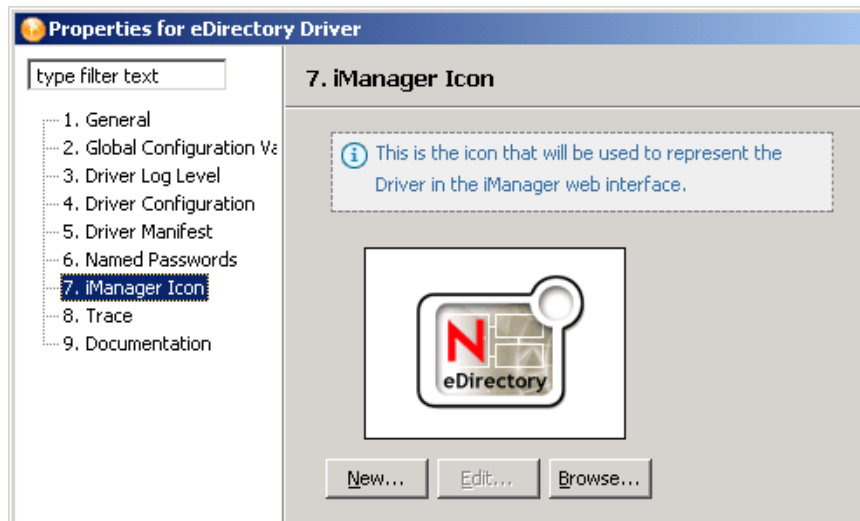 Properties for eDirectory Driver
type filter text
7. iManager Icon
1. General
2. Global Configuration Va
3. Driver Log Level
4. Driver Configuration
5. Driver Manifest
6. Named Passwords
7. iManager Icon
8. Trace
9. Documentation
This is the icon that will be used to represent the
Driver in the iManager web interface.
N
eDirectory
New... Edit... Browse...